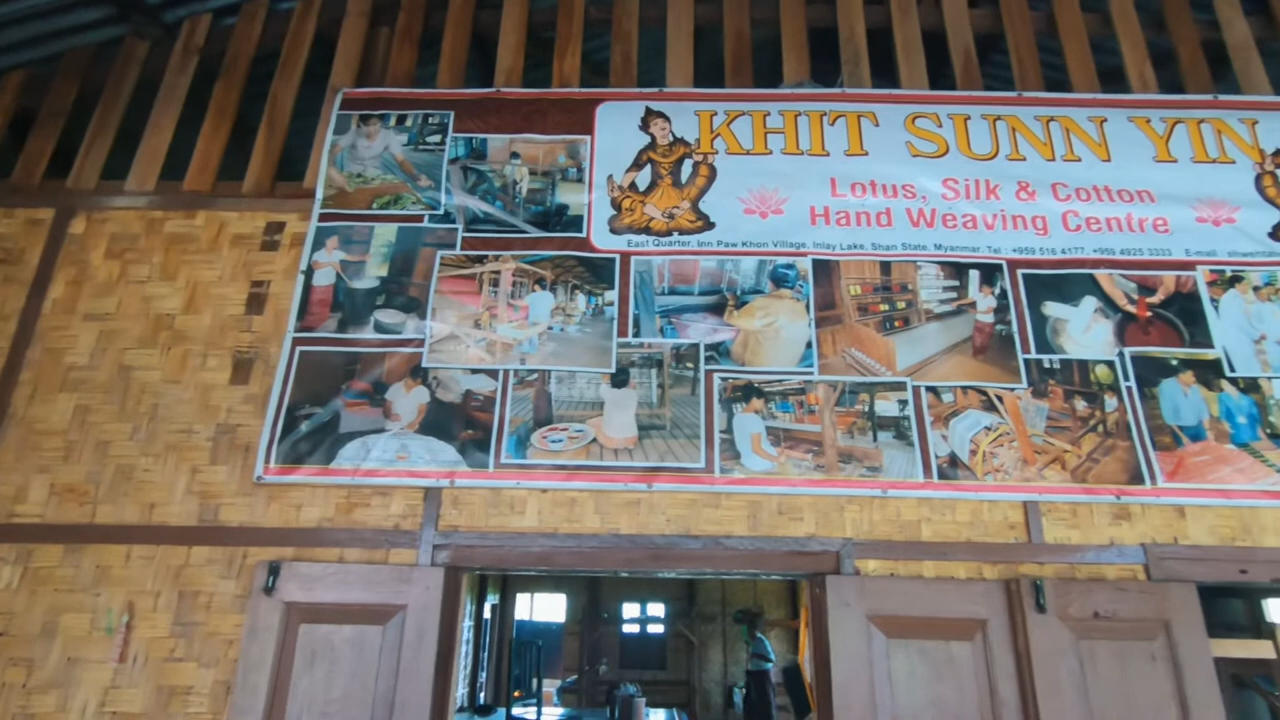 KHIT SUNN YIN
Lotus, Silk & Cotton
Hand Weaving Centre
East Quarter, Inn Paw Khon Village, Inlay Lake, Shan State, Myanmar. Tel : +959 516 4177, +959 4925 3333 E-mail :